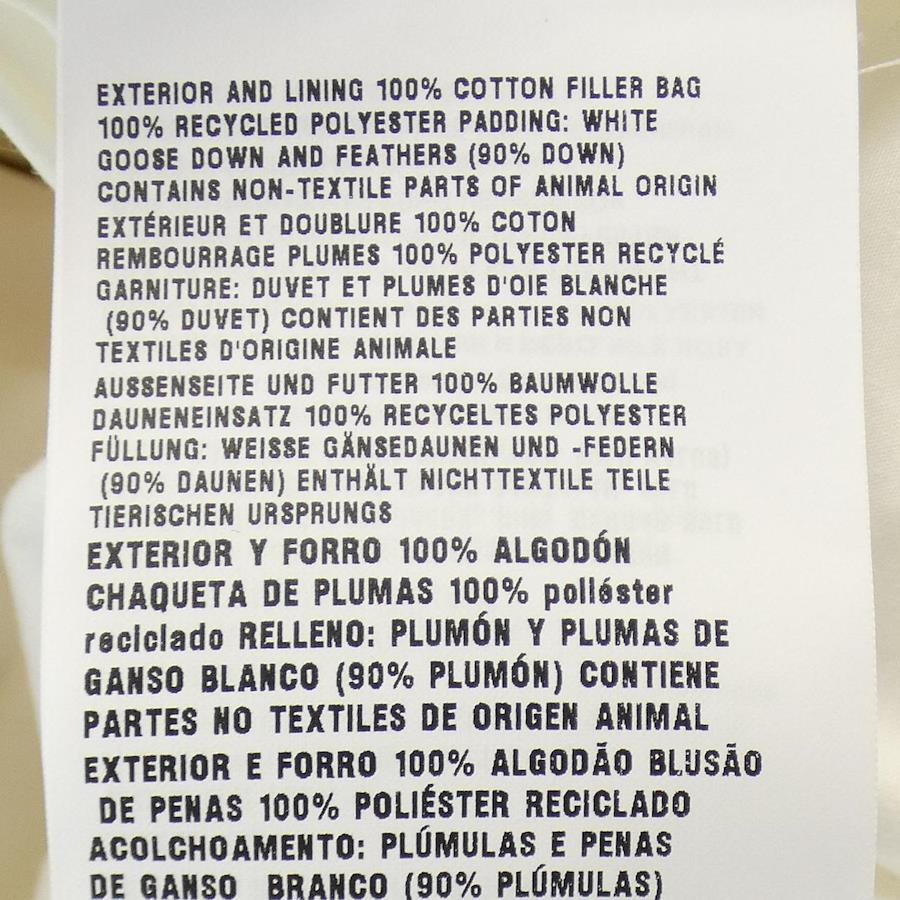 EXTERIOR AND LINING 100% COTTON FILLER BAG
100% RECYCLED POLYESTER PADDING: WHITE
GOOSE DOWN AND FEATHERS (90% DOWN)
CONTAINS NON-TEXTILE PARTS OF ANIMAL ORIGIN
EXTÉRIEUR ET DOUBLURE 100% COTON
REMBOURRAGE PLUMES 100% POLYESTER RECYCLÉ
GARNITURE: DUVET ET PLUMES D'OIE BLANCHE
(90% DUVET) CONTIENT DES PARTIES NON
TEXTILES D'ORIGINE ANIMALE
AUSSENSEITE UND FUTTER 100% BAUMWOLLE
DAUNENEINSATZ 100% RECYCELTES POLYESTER
FÜLLUNG: WEISSE GÄNSEDAUNEN UND -FEDERN
(90% DAUNEN) ENTHÄLT NICHTTEXTILE TEILE
TIERISCHEN URSPRUNGS
EXTERIOR Y FORRO 100% ALGODÓN
CHAQUETA DE PLUMAS 100% poliéster
reciclado RELLENO: PLUMÓN Y PLUMAS DE
GANSO BLANCO (90% PLUMÓN) CONTIENE
PARTES NO TEXTILES DE ORIGEN ANIMAL
EXTERIOR E FORRO 100% ALGODÃO BLUSÃO
DE PENAS 100% POLIÉSTER RECICLADO
ACOLCHOAMENTO: PLÚMULAS E PENAS
DE GANSO BRANCO (90% PLÚMULAS)